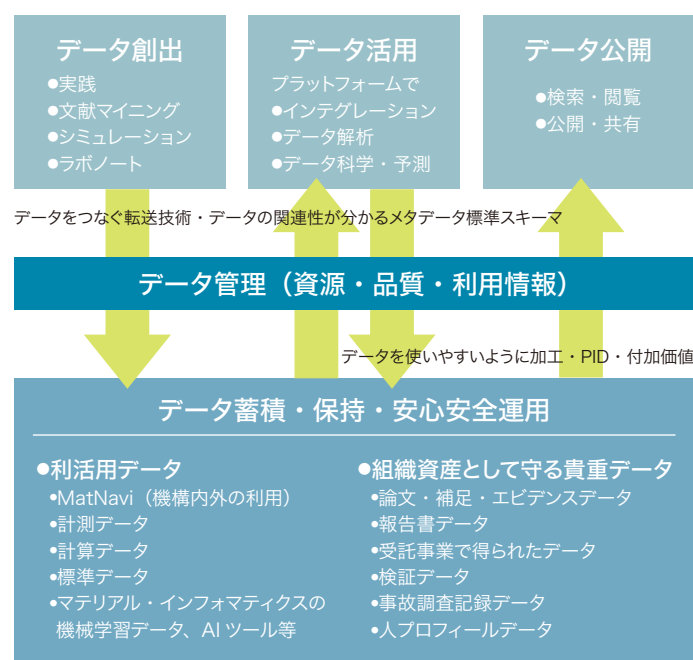 データ創出
●実践
●文献マイニング
●シミュレーション
●ラボノート
データ活用
プラットフォームで
●インテグレーション
●データ解析
●データ科学・予測
データ公開
●検索・閲覧
●公開・共有
データをつなぐ転送技術・データの関連性が分かるメタデータ標準スキーマ
データ管理（資源・品質・利用情報）
データを使いやすいように加工・PID・付加価値
データ蓄積・保持・安心安全運用
●利活用データ
•MatNavi（機構内外の利用）
•計測データ
•計算データ
•標準データ
•マテリアル・インフォマティクスの
機械学習データ、AI ツール等
●組織資産として守る貴重データ
•論文・補足・エビデンスデータ
•報告書データ
•受託事業で得られたデータ
•検証データ
•事故調査記録データ
•人プロフィールデータ